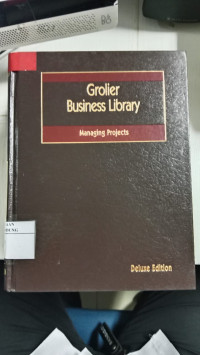 Grolier
Business Library
Managing Projects
Deluxe Edition